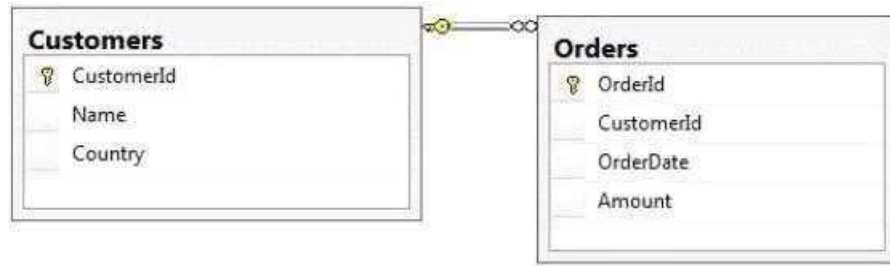 Customers
CustomerId
Name
Country
Orders
OrderId
CustomerId
OrderDate
Amount